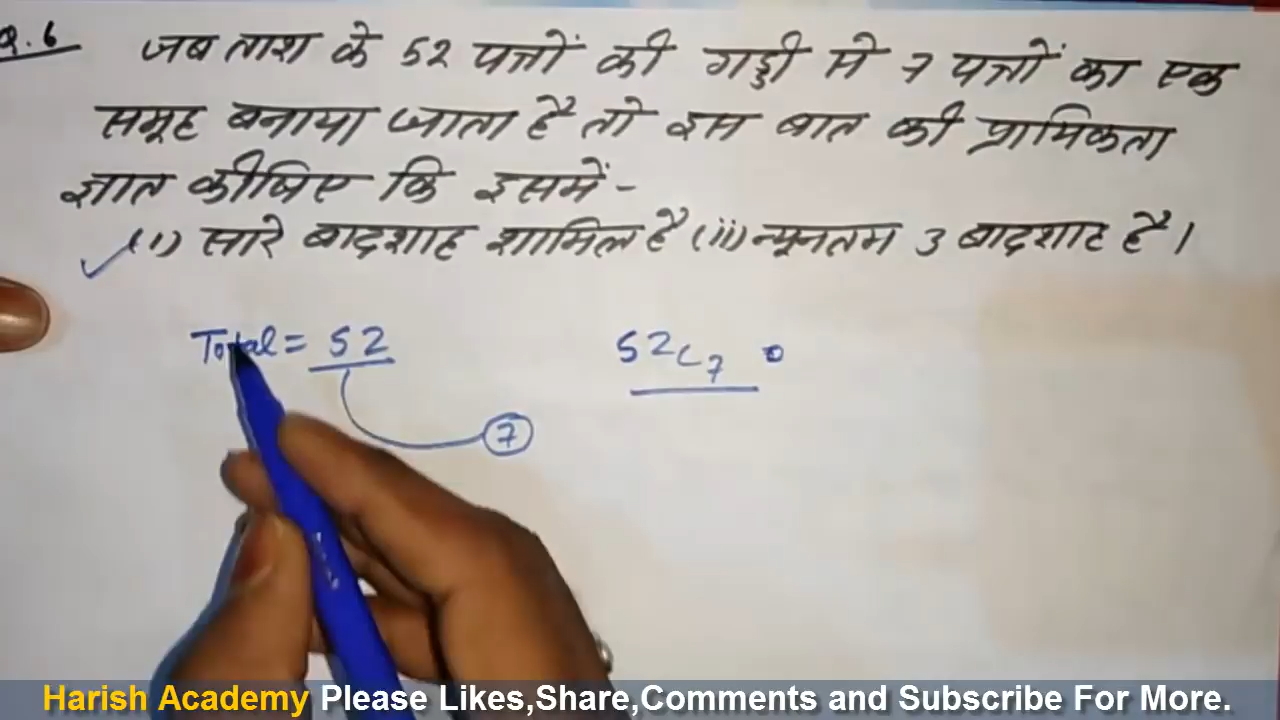 Q.6 जब ताश के 52 पत्तों की गड्डी मे 7 पत्तों का एक
समूह बनाया जाता है तो इस बात की प्रामिकता
ज्ञात कीजिए कि इसमें -
(i) सारे बादशाह शामिल है (ii) न्यूनतम 3 बादशाह है।
Total = 52
52C7
7
Harish Academy Please Likes,Share,Comments and Subscribe For More.